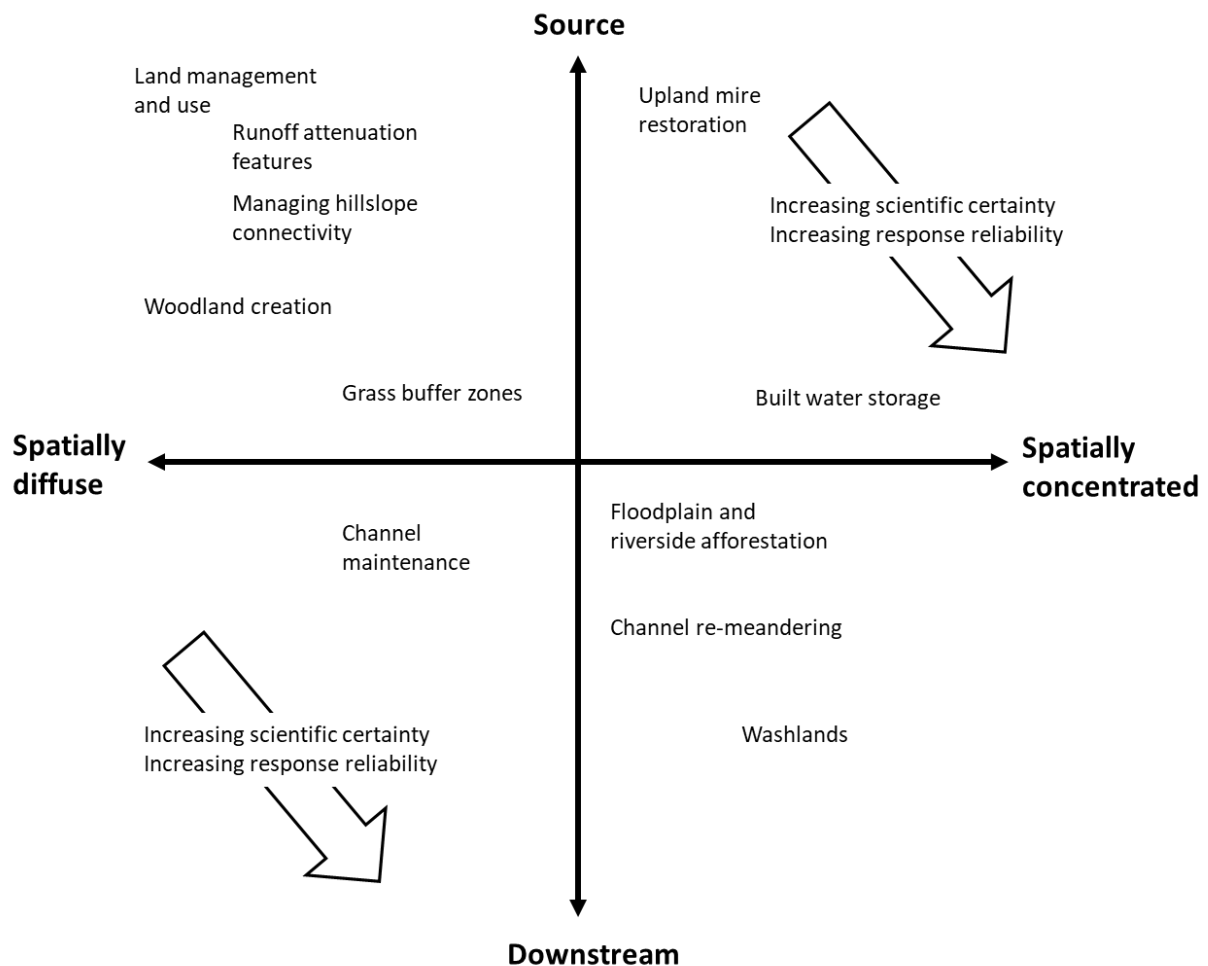 Source
Land management
and use
Runoff attenuation
features
Managing hillslope
connectivity
Woodland creation
Grass buffer zones
Upland mire
restoration
Increasing scientific certainty
Increasing response reliability
Built water storage
Spatially
diffuse
Spatially
concentrated
Channel
maintenance
Floodplain and
riverside afforestation
Channel re-meandering
Washlands
Increasing scientific certainty
Increasing response reliability
Downstream